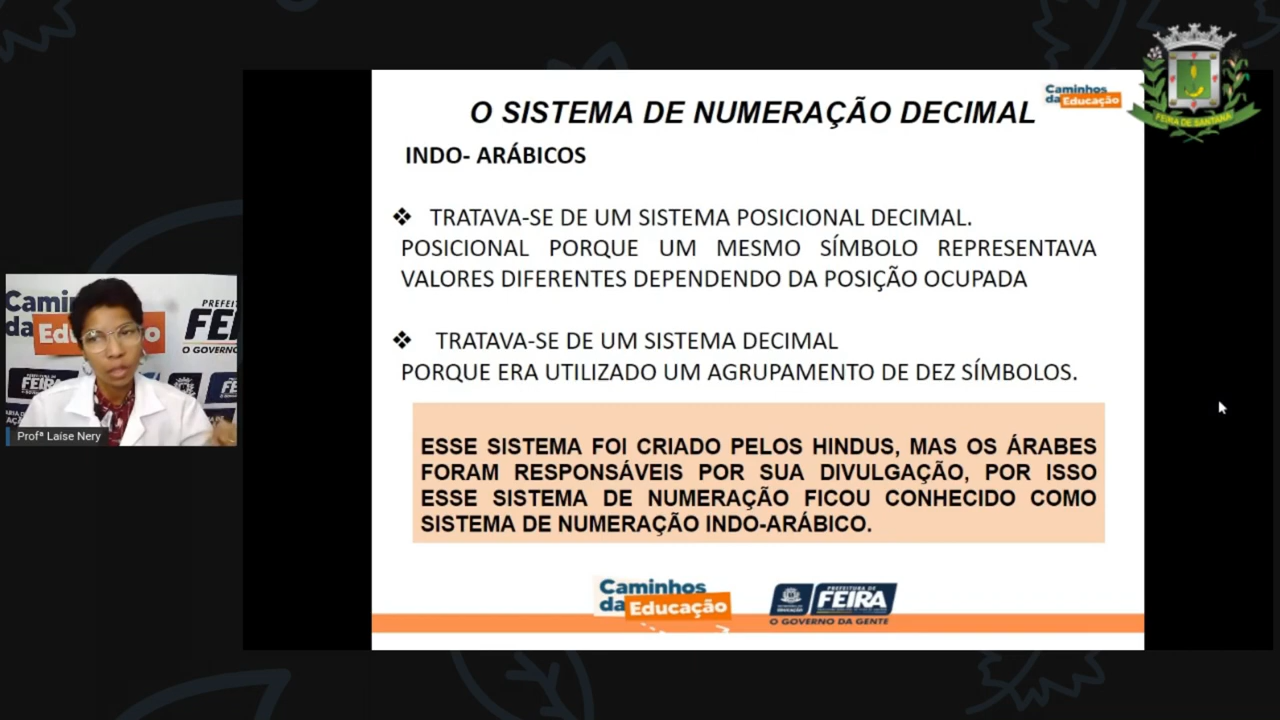 Caminhos
da Educação
FEIRA DE SANTANA
O SISTEMA DE NUMERAÇÃO DECIMAL
INDO- ARÁBICOS
❖ TRATAVA-SE DE UM SISTEMA POSICIONAL DECIMAL.
POSICIONAL PORQUE UM MESMO SÍMBOLO REPRESENTAVA
VALORES DIFERENTES DEPENDENDO DA POSIÇÃO OCUPADA
❖ TRATAVA-SE DE UM SISTEMA DECIMAL
PORQUE ERA UTILIZADO UM AGRUPAMENTO DE DEZ SÍMBOLOS.
ESSE SISTEMA FOI CRIADO PELOS HINDUS, MAS OS ÁRABES
FORAM RESPONSÁVEIS POR SUA DIVULGAÇÃO, POR ISSO
ESSE SISTEMA DE NUMERAÇÃO FICOU CONHECIDO COMO
SISTEMA DE NUMERAÇÃO INDO-ARÁBICO.
Profª Laíse Nery
Caminhos
da Educação
PREFEITURA DE
FEIRA
EDUCAÇÃO
O GOVERNO DA GENTE